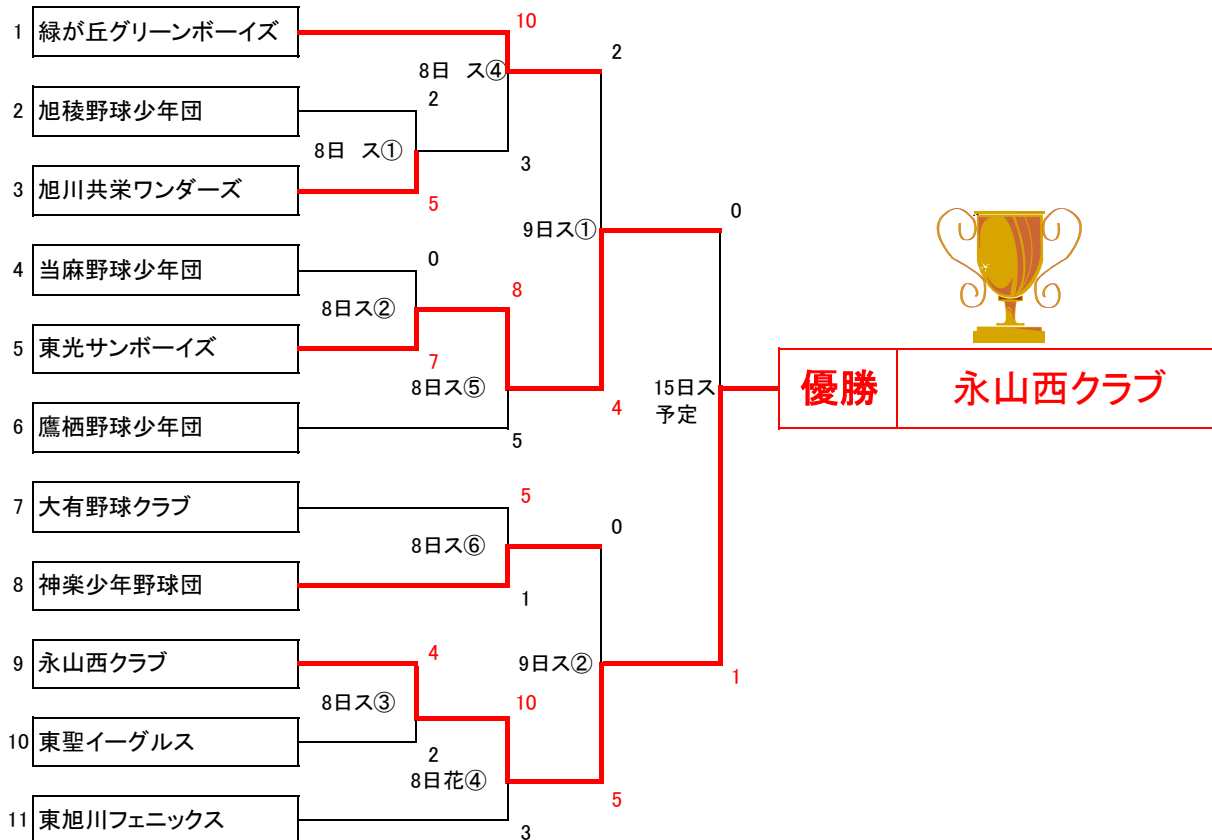 1 緑が丘グリーンボーイズ
10
2
8日 ス④
2 旭稜野球少年団
2
8日 ス①
3
3 旭川共栄ワンダーズ
5
0
9日ス①
4 当麻野球少年団
0
8
8日ス②
5 東光サンボーイズ
7
8日ス⑤
4
15日ス
予定
優勝 永山西クラブ
6 鷹栖野球少年団
5
7 大有野球クラブ
5
0
8日ス⑥
8 神楽少年野球団
1
9 永山西クラブ
4
9日ス②
1
8日ス③
10
10 東聖イーグルス
2
8日花④
5
11 東旭川フェニックス
3